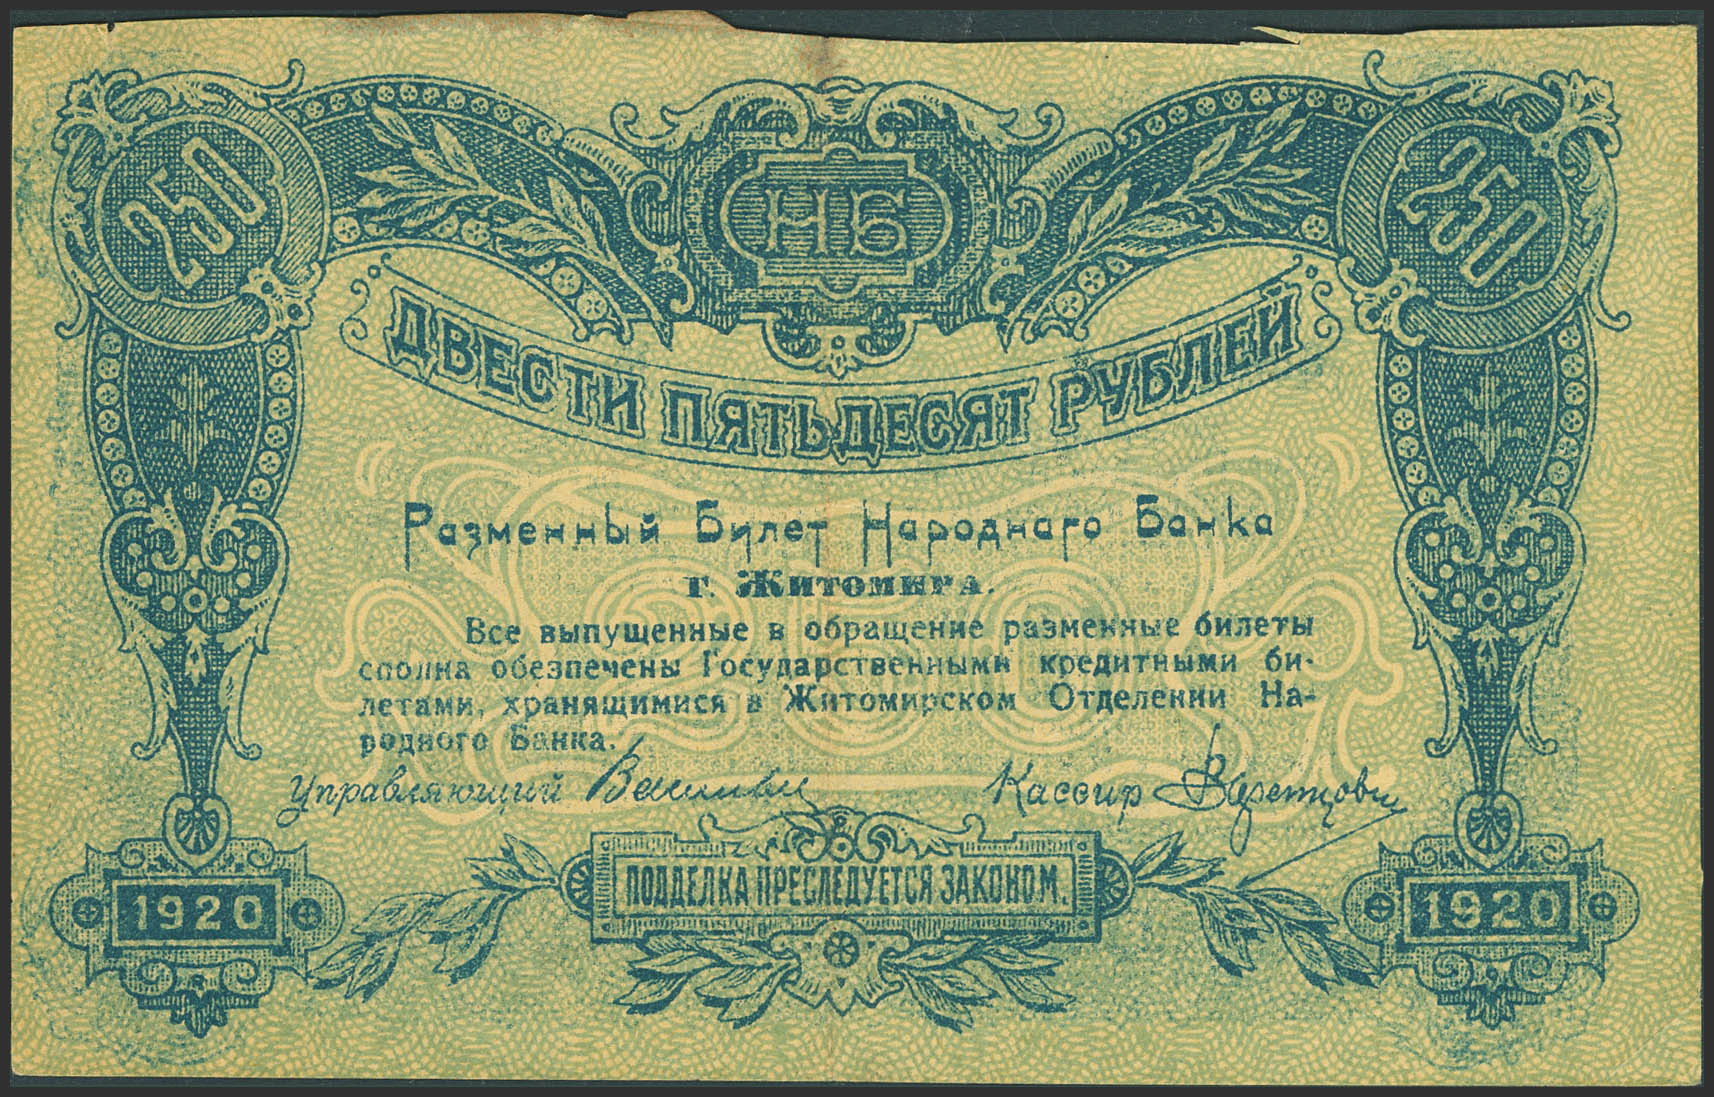 250 НБ 250
ДВЕСТИ ПЯТЬДЕСЯТ РУБЛЕЙ
Разменный Билет Народнаго Банка
г. Житомира.
Все выпущенные в обращение разменные билеты
сполна обезпечены Государственными кредитными би-
летами, хранящимися в Житомирском Отделении На-
родного Банка.
Управляющий Кассир
1920 ПОДДЕЛКА ПРЕСЛЕДУЕТСЯ ЗАКОНОМ. 1920